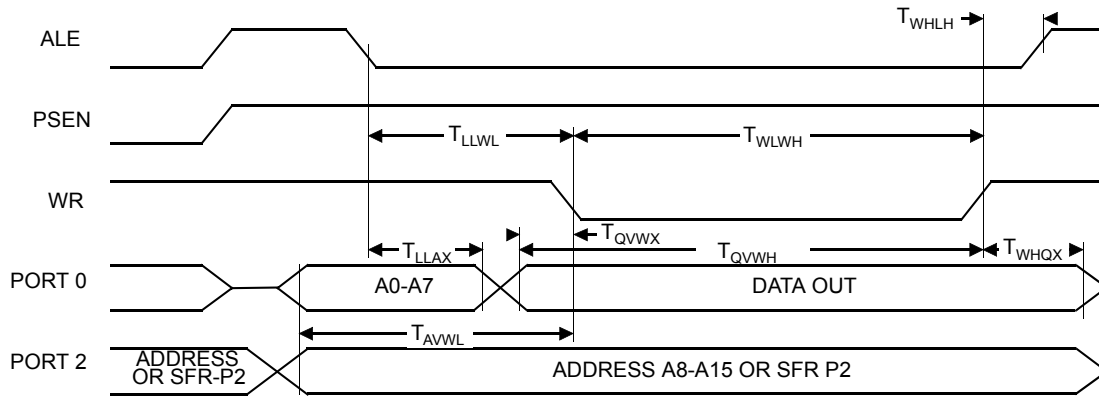 T_WHLH
ALE
PSEN
T_LLWL
T_WLWH
WR
T_QVWX
T_LLAX
T_QVWH
T_WHQX
PORT 0
A0-A7
DATA OUT
T_AVWL
PORT 2
ADDRESS
OR SFR-P2
ADDRESS A8-A15 OR SFR P2